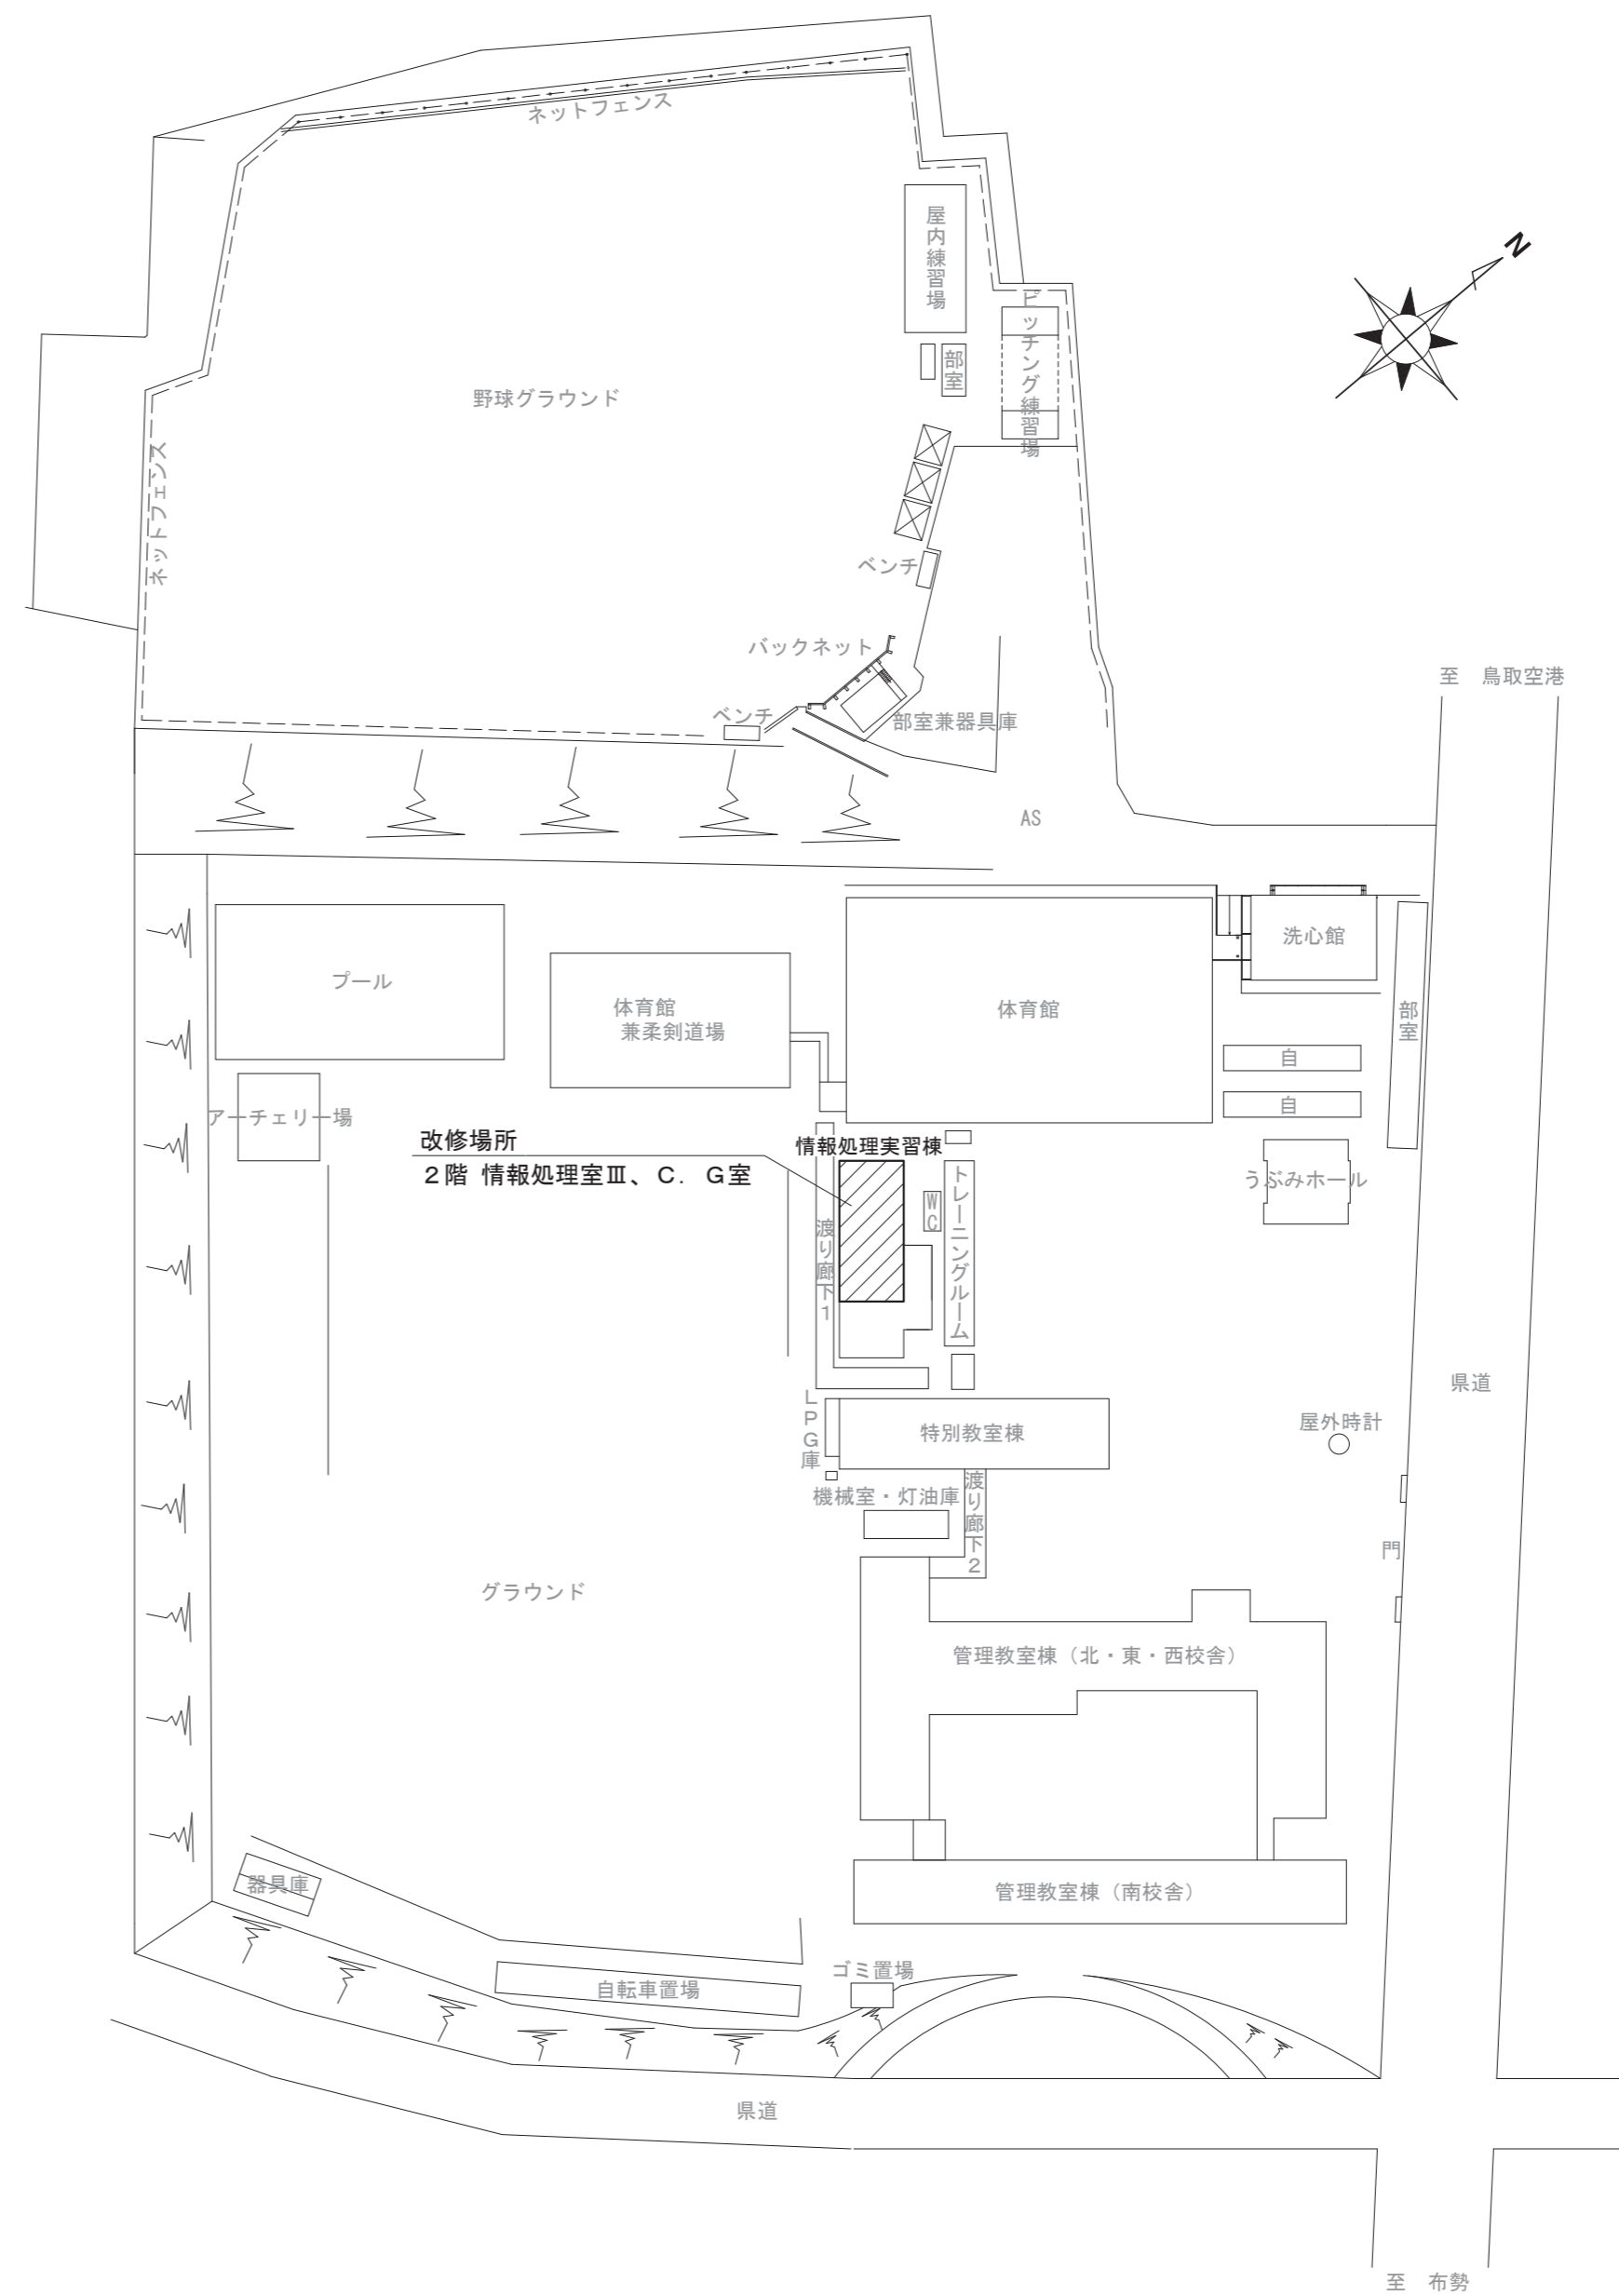 ネットフェンス
屋内練習場
N
ピッチング練習場
部室
野球グラウンド
ネットフェンス
ベンチ
バックネット
至　鳥取空港
ベンチ
部室兼器具庫
AS
洗心館
プール
体育館
兼柔剣道場
体育館
部室
自
自
アーチェリー場
改修場所
２階 情報処理室Ⅲ、Ｃ．Ｇ室
情報処理実習棟
トレーニングルーム
うぶみホール
WC
渡り廊下1
県道
LPG庫
特別教室棟
屋外時計
機械室・灯油庫
渡り廊下2
門
グラウンド
管理教室棟（北・東・西校舎）
器具庫
管理教室棟（南校舎）
ゴミ置場
自転車置場
県道
至　布勢